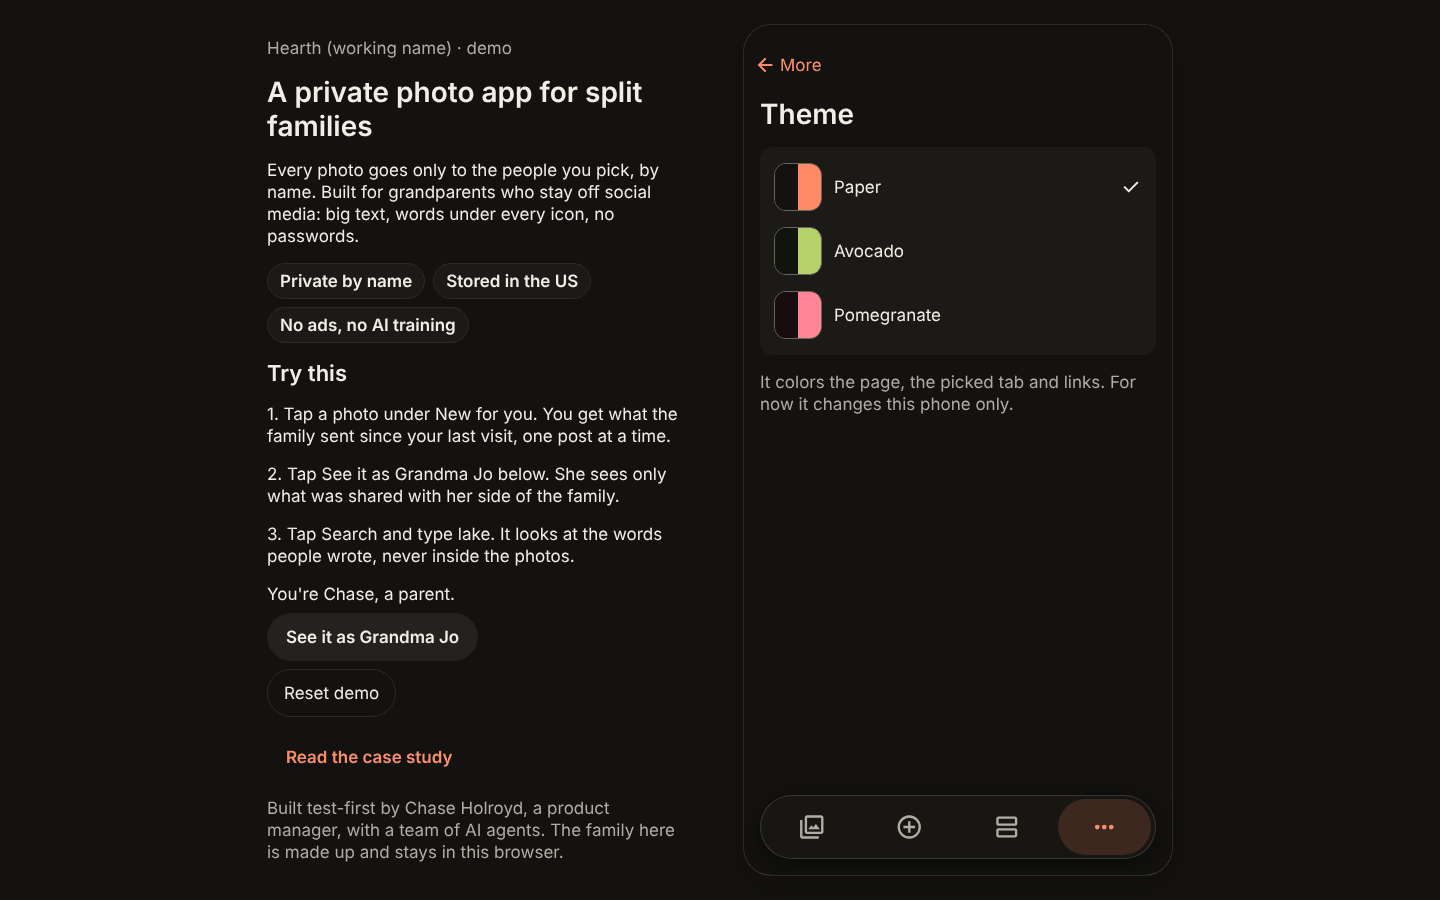 Hearth (working name) · demo
A private photo app for split
families
Every photo goes only to the people you pick, by
name. Built for grandparents who stay off social
media: big text, words under every icon, no
passwords.
Private by name
Stored in the US
No ads, no AI training
Try this
1. Tap a photo under New for you. You get what the
family sent since your last visit, one post at a time.
2. Tap See it as Grandma Jo below. She sees only
what was shared with her side of the family.
3. Tap Search and type lake. It looks at the words
people wrote, never inside the photos.
You're Chase, a parent.
See it as Grandma Jo
Reset demo
Read the case study
Built test-first by Chase Holroyd, a product
manager, with a team of AI agents. The family here
is made up and stays in this browser.
More
Theme
Paper
Avocado
Pomegranate
It colors the page, the picked tab and links. For
now it changes this phone only.